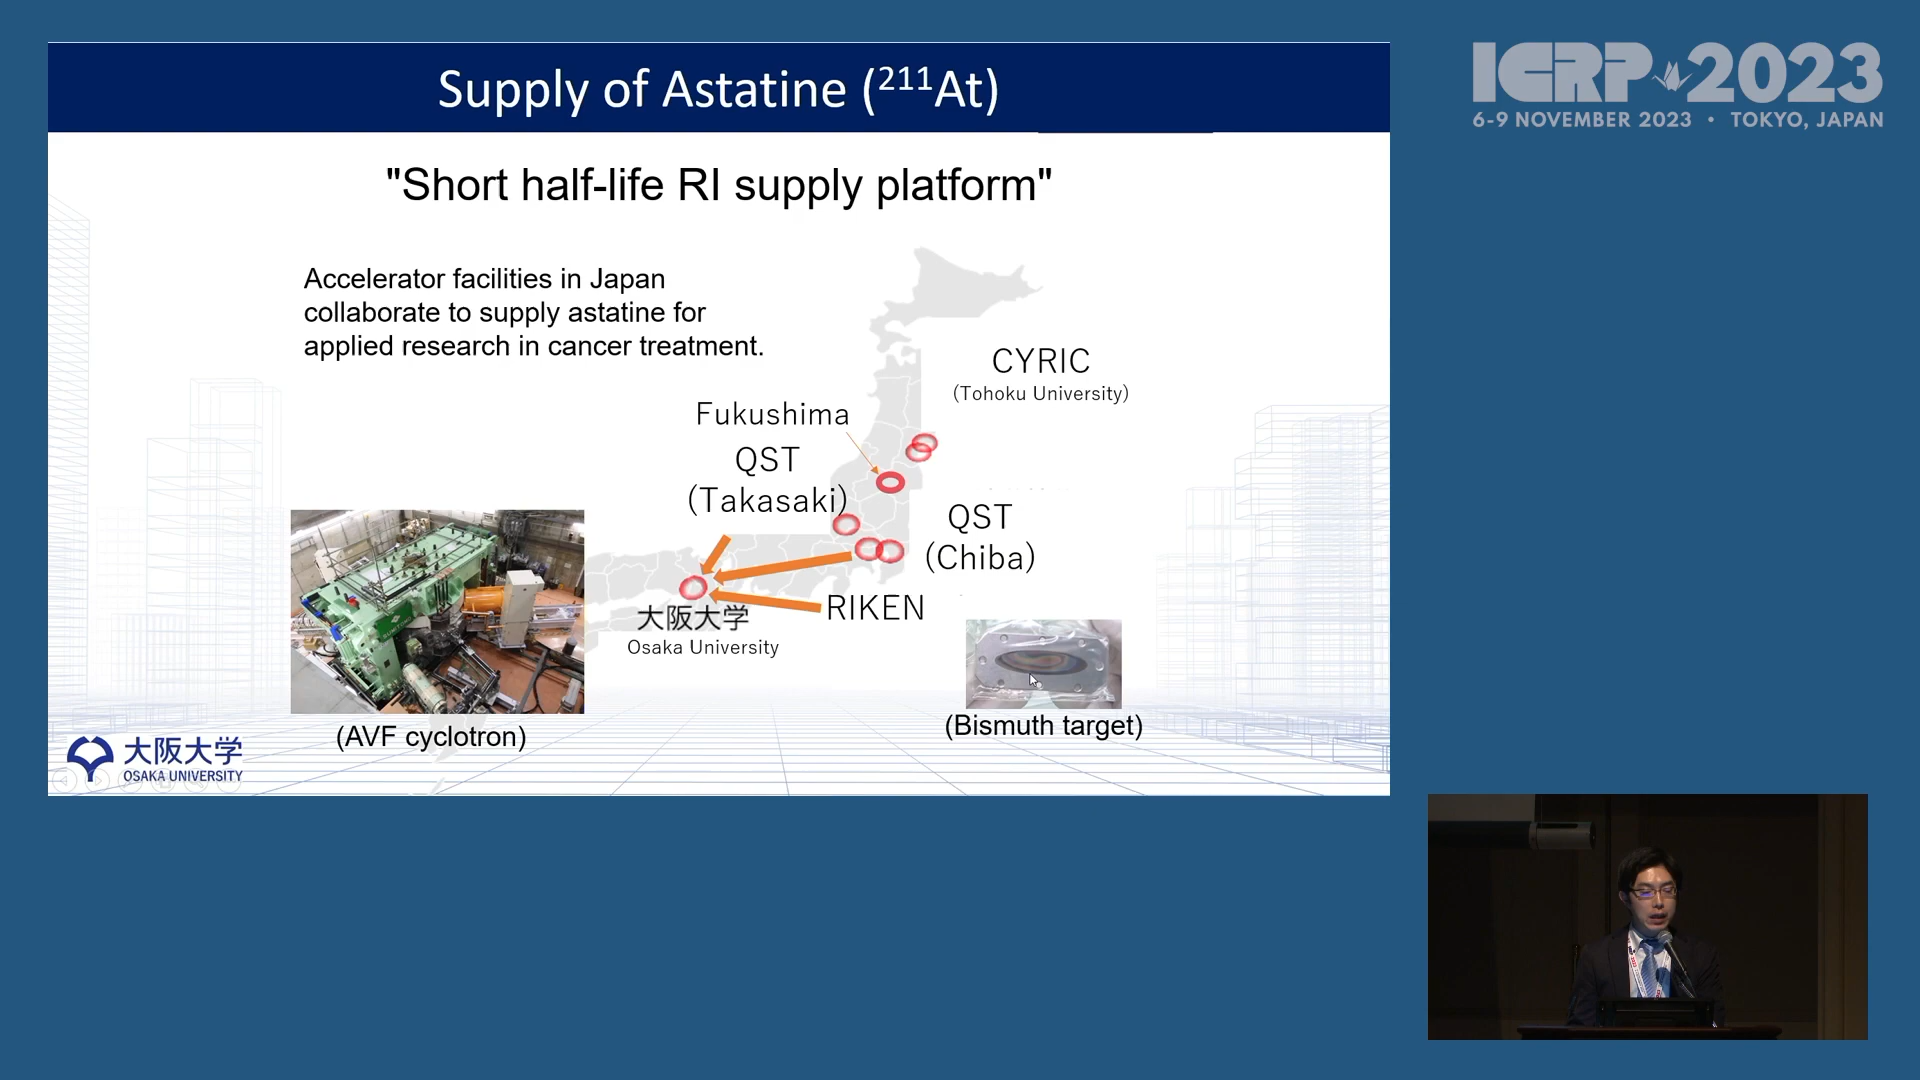 Supply of Astatine (²¹¹At)
"Short half-life RI supply platform"
Accelerator facilities in Japan
collaborate to supply astatine for
applied research in cancer treatment.
CYRIC
(Tohoku University)
Fukushima
QST
(Takasaki)
QST
(Chiba)
RIKEN
大阪大学
Osaka University
(AVF cyclotron)
(Bismuth target)
大阪大学
OSAKA UNIVERSITY
ICRP 2023
6-9 NOVEMBER 2023 • TOKYO, JAPAN